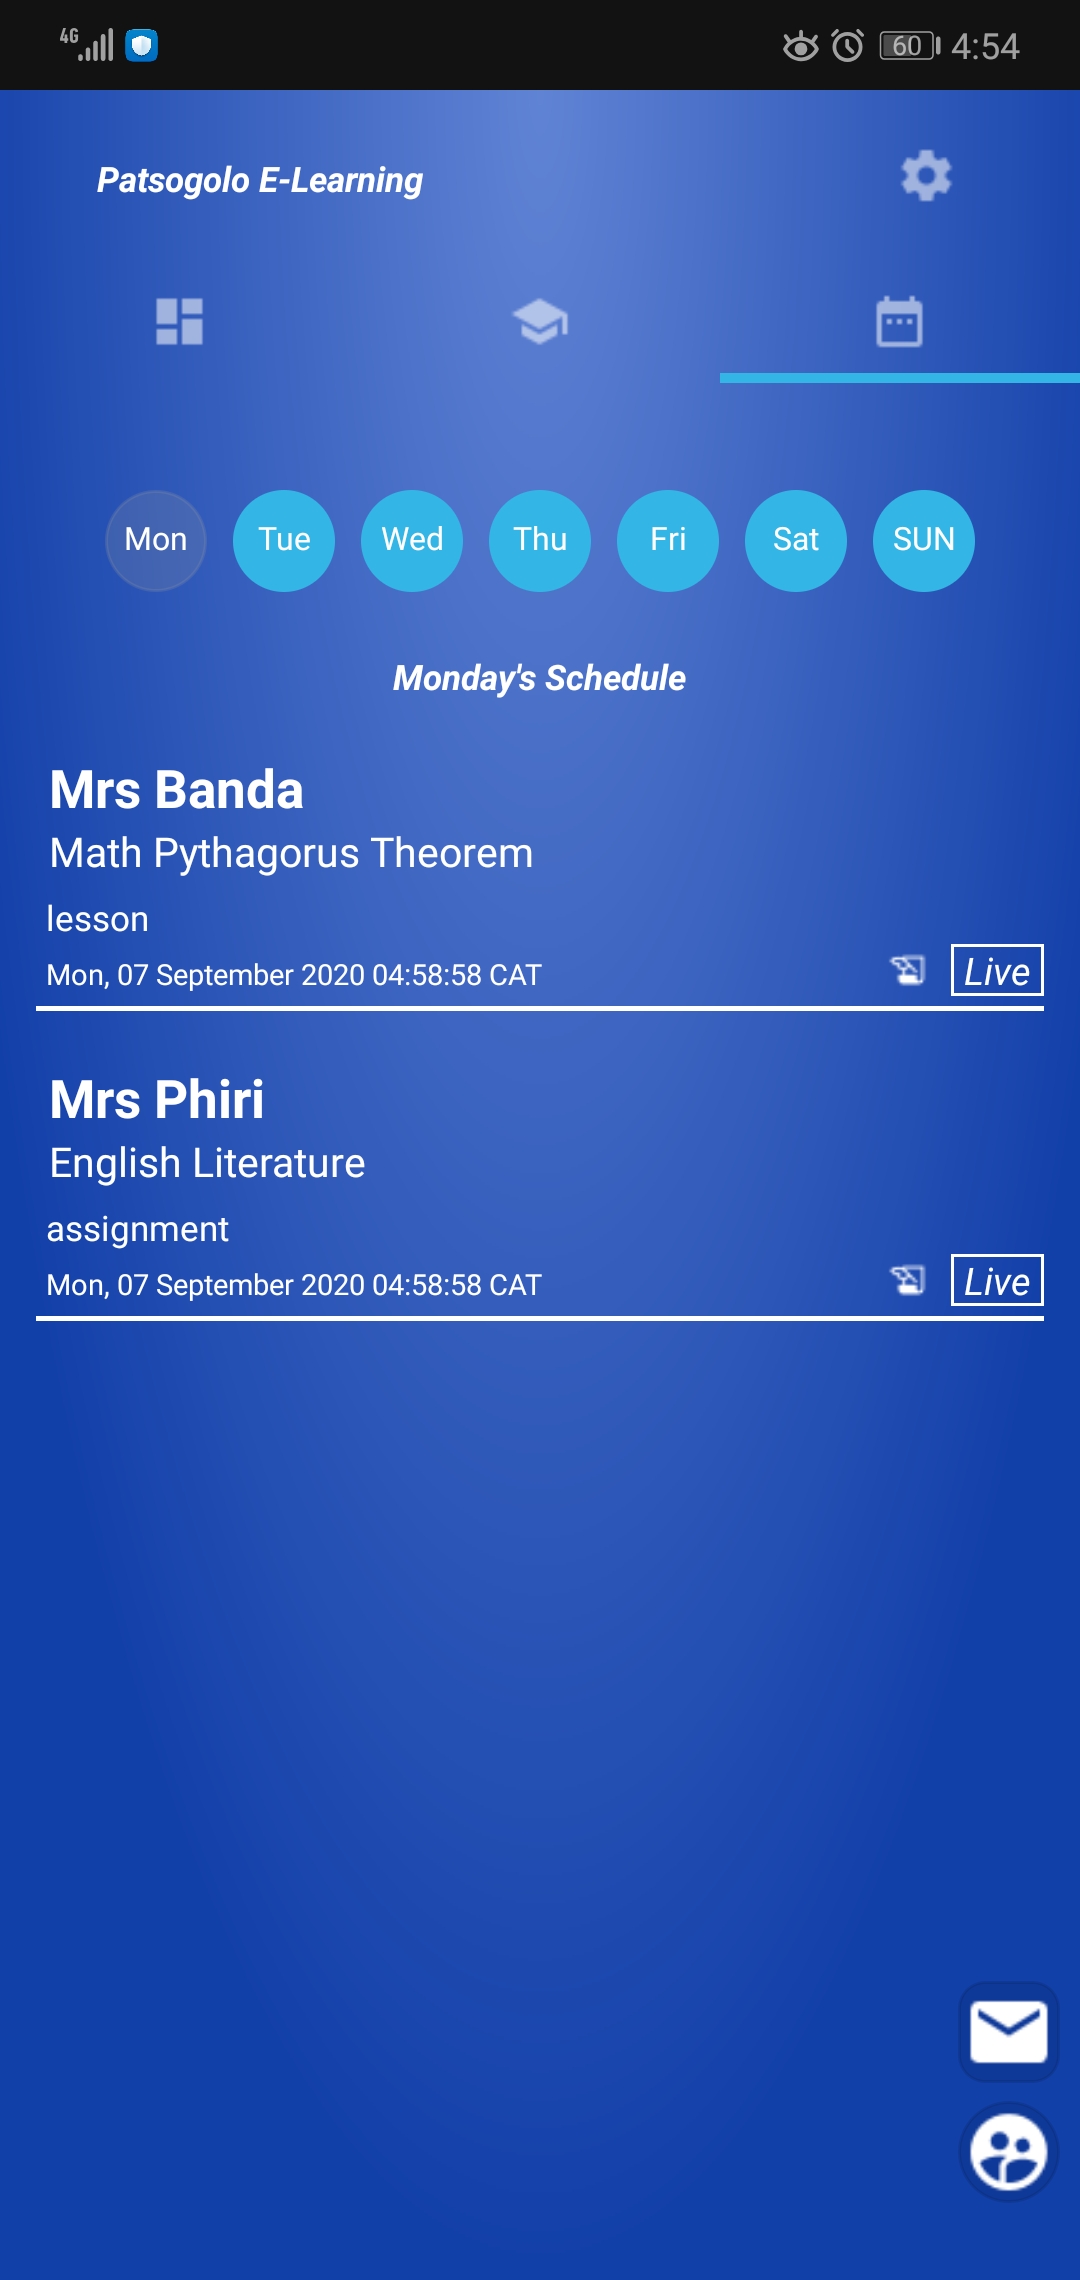 4G 60 4:54
Patsogolo E-Learning
Mon Tue Wed Thu Fri Sat SUN
Monday's Schedule
Mrs Banda
Math Pythagorus Theorem
lesson
Mon, 07 September 2020 04:58:58 CAT Live
Mrs Phiri
English Literature
assignment
Mon, 07 September 2020 04:58:58 CAT Live